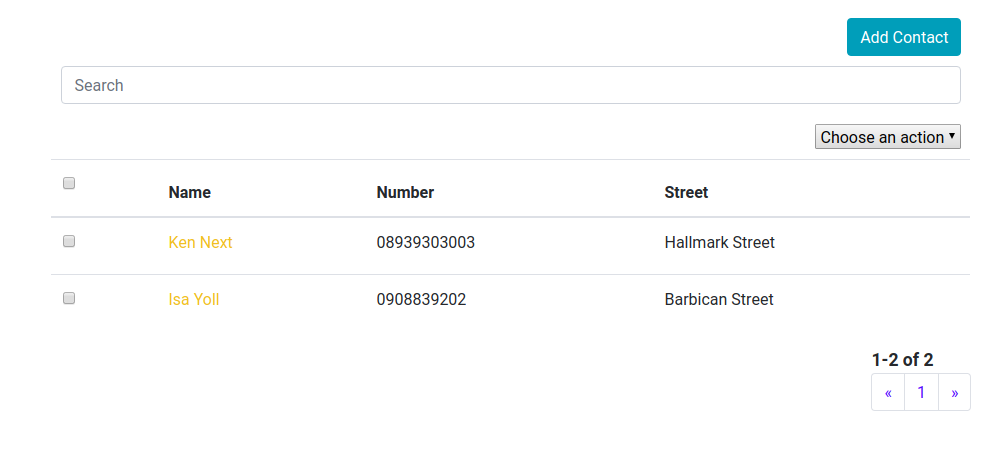 Add Contact
Search
Choose an action
Name Number Street
Ken Next 08939303003 Hallmark Street
Isa Yoll 0908839202 Barbican Street
1-2 of 2
« 1 »